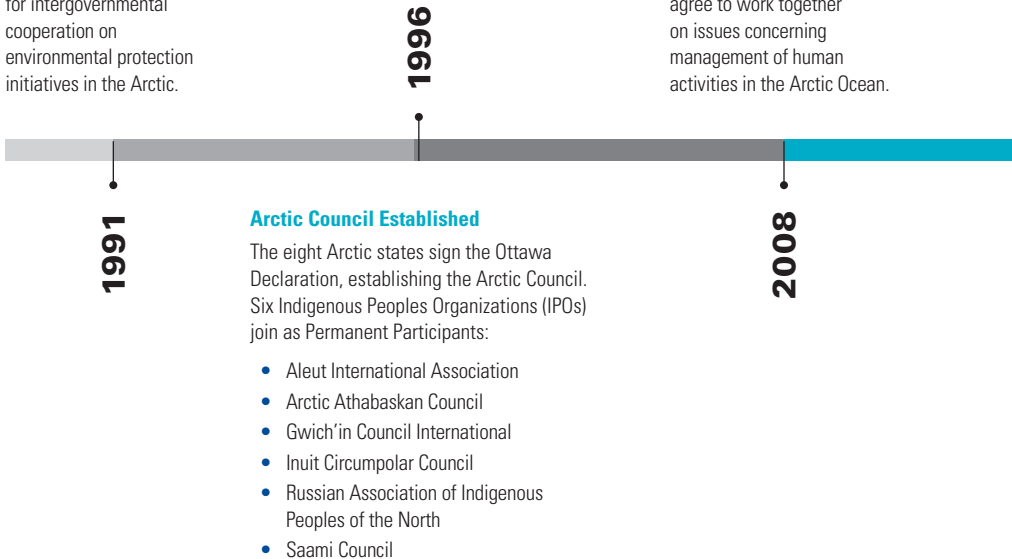 for intergovernmental
cooperation on
environmental protection
initiatives in the Arctic.
1996
agree to work together
on issues concerning
management of human
activities in the Arctic Ocean.
1991
Arctic Council Established
The eight Arctic states sign the Ottawa
Declaration, establishing the Arctic Council.
Six Indigenous Peoples Organizations (IPOs)
join as Permanent Participants:
• Aleut International Association
• Arctic Athabaskan Council
• Gwich’in Council International
• Inuit Circumpolar Council
• Russian Association of Indigenous
Peoples of the North
• Saami Council
2008